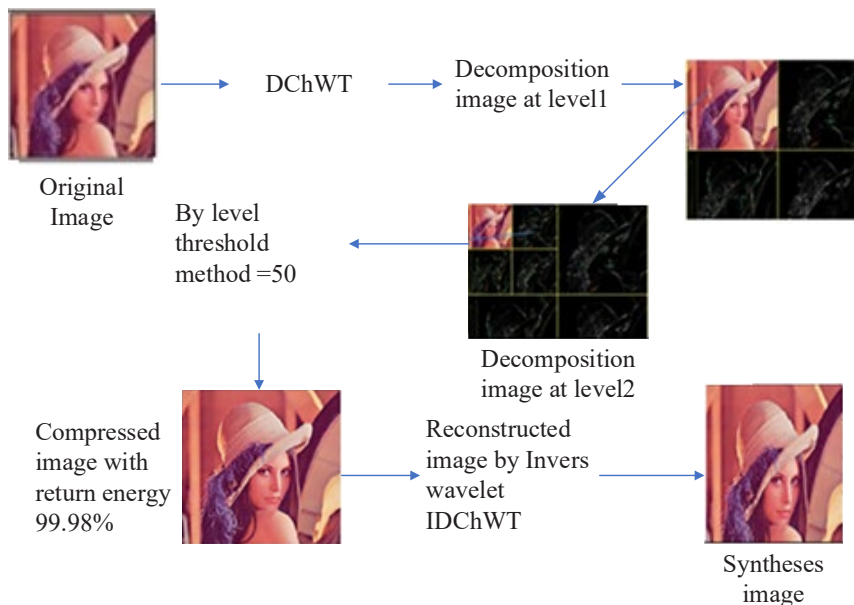 Original
Image
DChWT
Decomposition
image at level1
By level
threshold
method =50
Decomposition
image at level2
Compressed
image with
return energy
99.98%
Reconstructed
image by Invers
wavelet
IDChWT
Syntheses
image